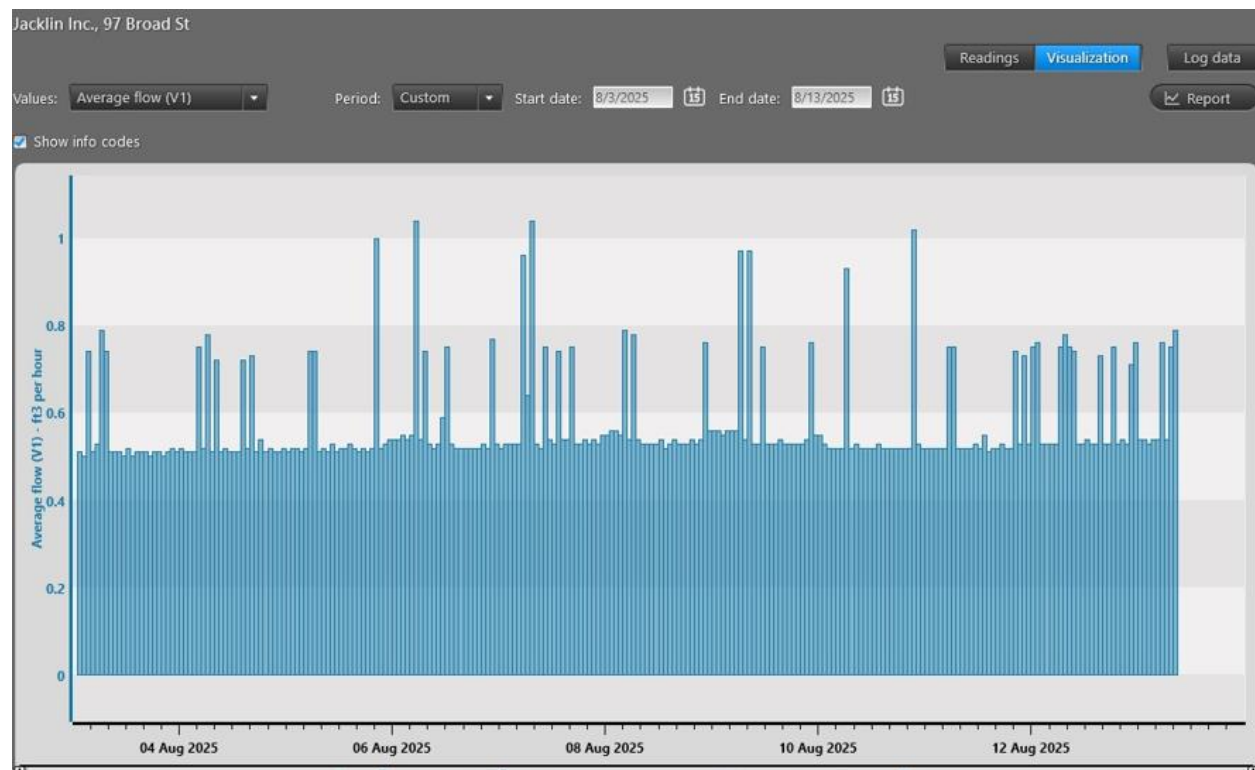 Jacklin Inc., 97 Broad St
Readings Visualization Log data
Values: Average flow (V1) Period: Custom Start date: 8/3/2025 15 End date: 8/13/2025 15 Report
Show info codes
Average flow (V1) - ft3 per hour
1
0.8
0.6
0.4
0.2
0
04 Aug 2025 06 Aug 2025 08 Aug 2025 10 Aug 2025 12 Aug 2025